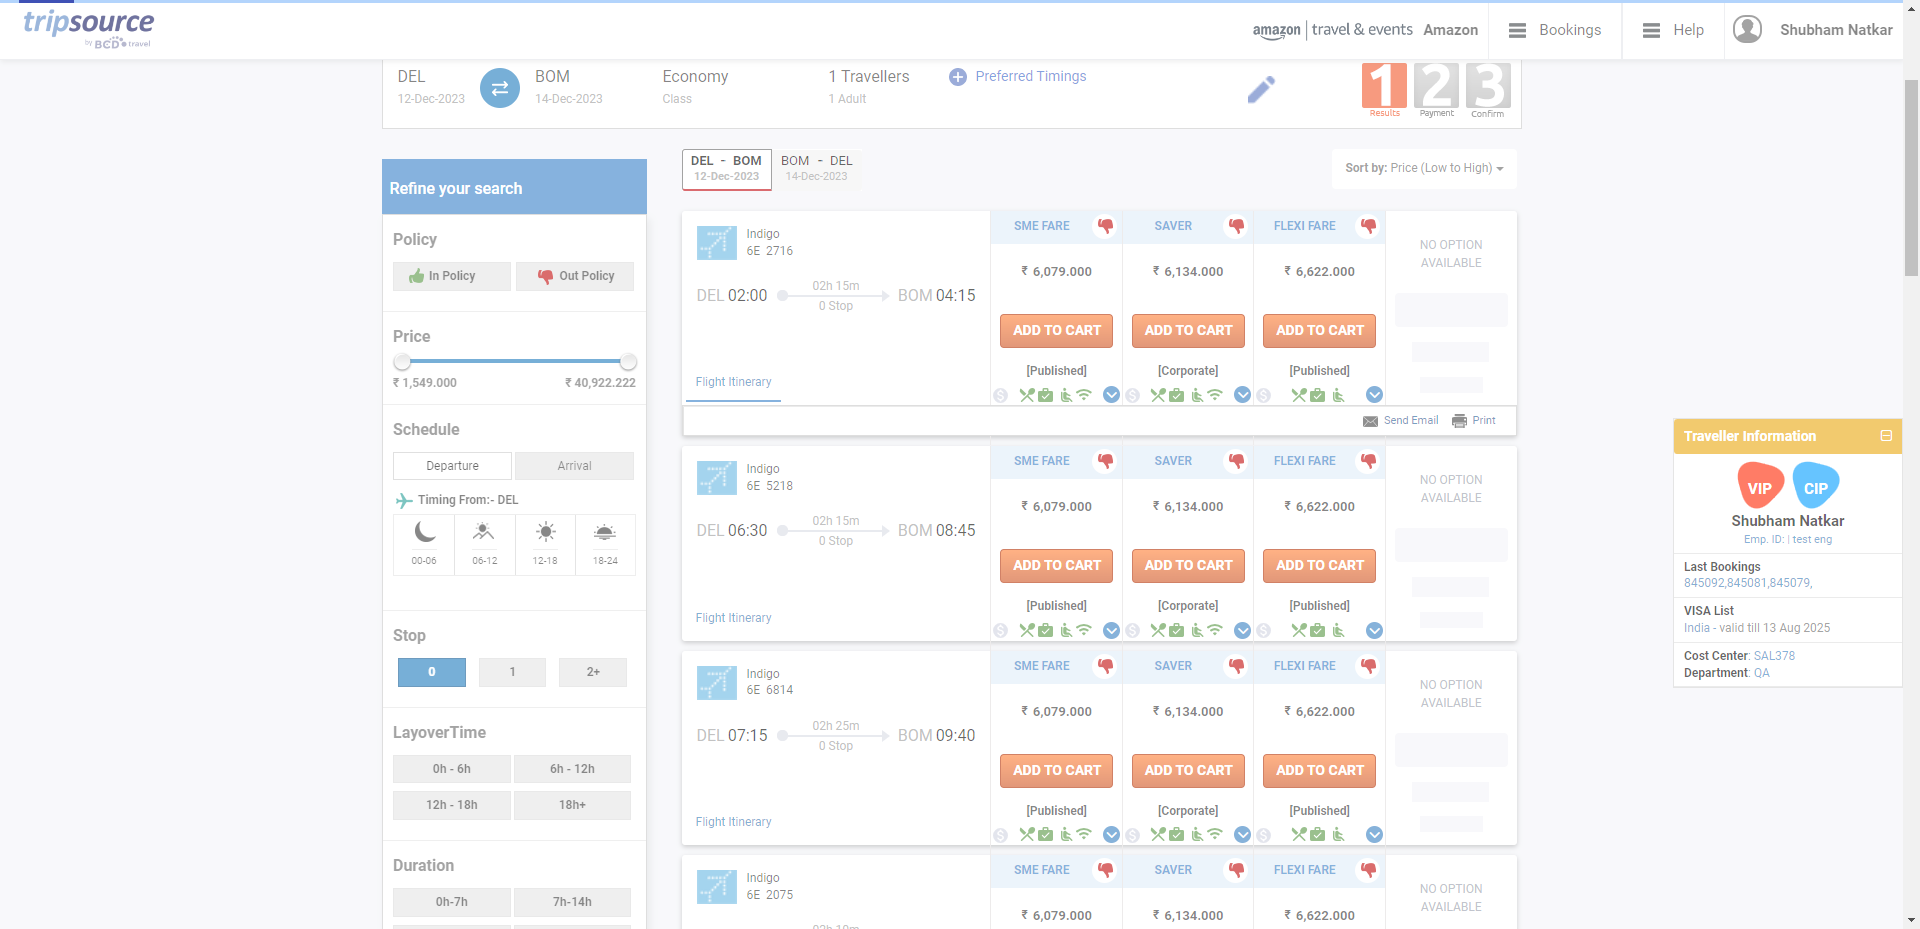 tripsource
by BCD travel
amazon | travel & events Amazon
Bookings
Help
Shubham Natkar
DEL
12-Dec-2023
BOM
14-Dec-2023
Economy
Class
1 Travellers
1 Adult
Preferred Timings
1 2 3
Results Payment Confirm
Refine your search
Policy
In Policy
Out Policy
Price
₹ 1,549.000
₹ 40,922.222
Schedule
Departure
Arrival
Timing From:- DEL
00-06
06-12
12-18
18-24
Stop
0
1
2+
LayoverTime
0h - 6h
6h - 12h
12h - 18h
18h+
Duration
0h-7h
7h-14h
DEL - BOM
12-Dec-2023
BOM - DEL
14-Dec-2023
Sort by: Price (Low to High)
Indigo
6E 2716
DEL 02:00
02h 15m
0 Stop
BOM 04:15
Flight Itinerary
SME FARE
₹ 6,079.000
ADD TO CART
[Published]
SAVER
₹ 6,134.000
ADD TO CART
[Corporate]
FLEXI FARE
₹ 6,622.000
ADD TO CART
[Published]
NO OPTION
AVAILABLE
Send Email
Print
Indigo
6E 5218
DEL 06:30
02h 15m
0 Stop
BOM 08:45
Flight Itinerary
SME FARE
₹ 6,079.000
ADD TO CART
[Published]
SAVER
₹ 6,134.000
ADD TO CART
[Corporate]
FLEXI FARE
₹ 6,622.000
ADD TO CART
[Published]
NO OPTION
AVAILABLE
Indigo
6E 6814
DEL 07:15
02h 25m
0 Stop
BOM 09:40
Flight Itinerary
SME FARE
₹ 6,079.000
ADD TO CART
[Published]
SAVER
₹ 6,134.000
ADD TO CART
[Corporate]
FLEXI FARE
₹ 6,622.000
ADD TO CART
[Published]
NO OPTION
AVAILABLE
Indigo
6E 2075
SME FARE
₹ 6,079.000
SAVER
₹ 6,134.000
FLEXI FARE
₹ 6,622.000
NO OPTION
AVAILABLE
Traveller Information
VIP
CIP
Shubham Natkar
Emp. ID: | test eng
Last Bookings
845092,845081,845079,
VISA List
India - valid till 13 Aug 2025
Cost Center: SAL378
Department: QA